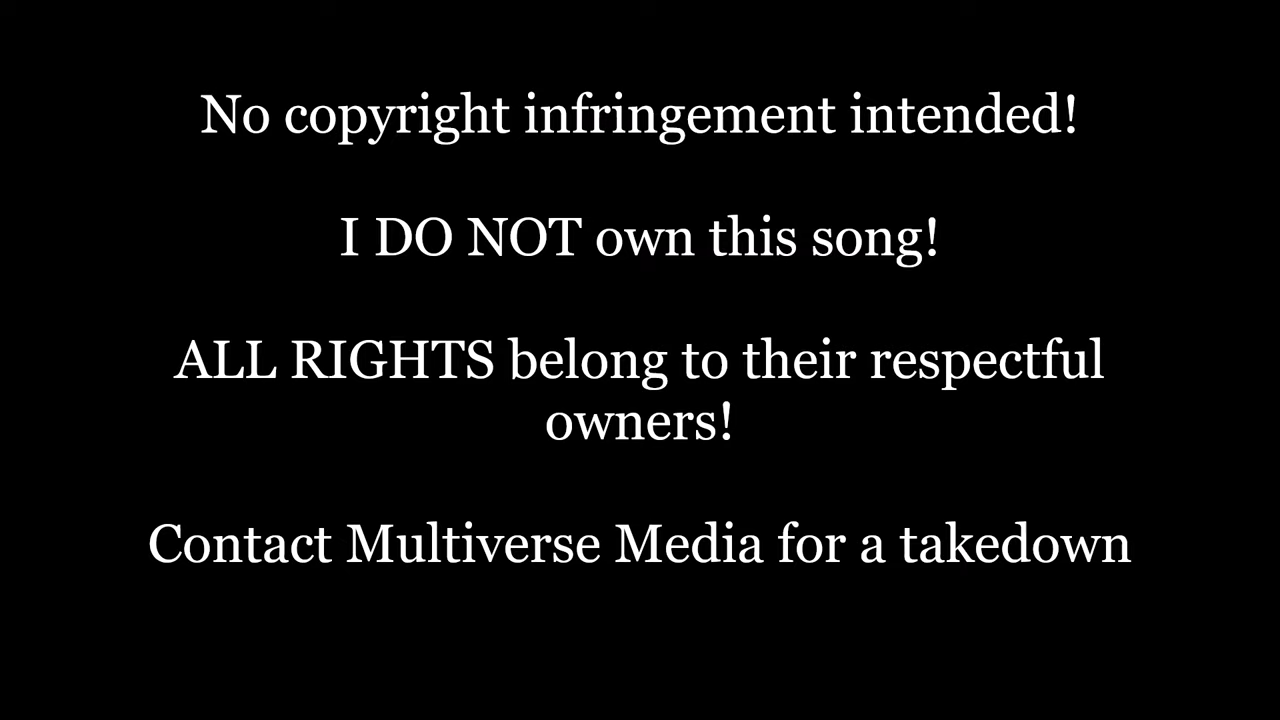 No copyright infringement intended!
I DO NOT own this song!
ALL RIGHTS belong to their respectful
owners!
Contact Multiverse Media for a takedown